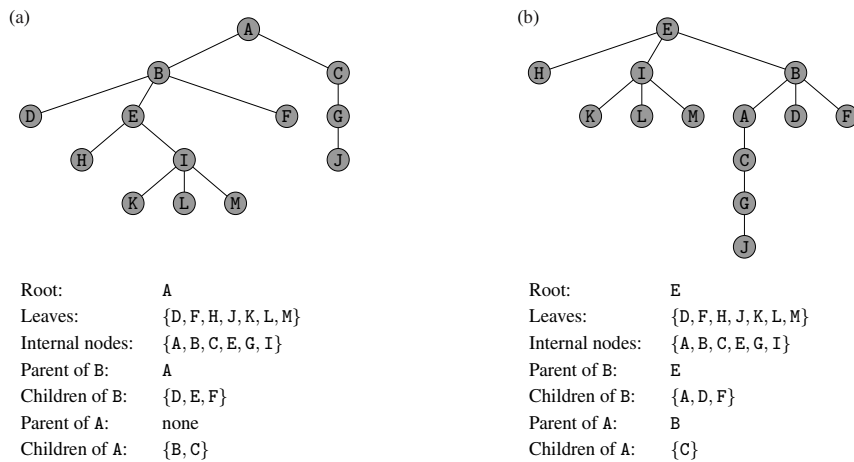 (a)
A
B C
D E F G
H I J
K L M
Root: A
Leaves: {D, F, H, J, K, L, M}
Internal nodes: {A, B, C, E, G, I}
Parent of B: A
Children of B: {D, E, F}
Parent of A: none
Children of A: {B, C}
(b)
E
H I B
K L M A D F
C
G
J
Root: E
Leaves: {D, F, H, J, K, L, M}
Internal nodes: {A, B, C, E, G, I}
Parent of B: E
Children of B: {A, D, F}
Parent of A: B
Children of A: {C}